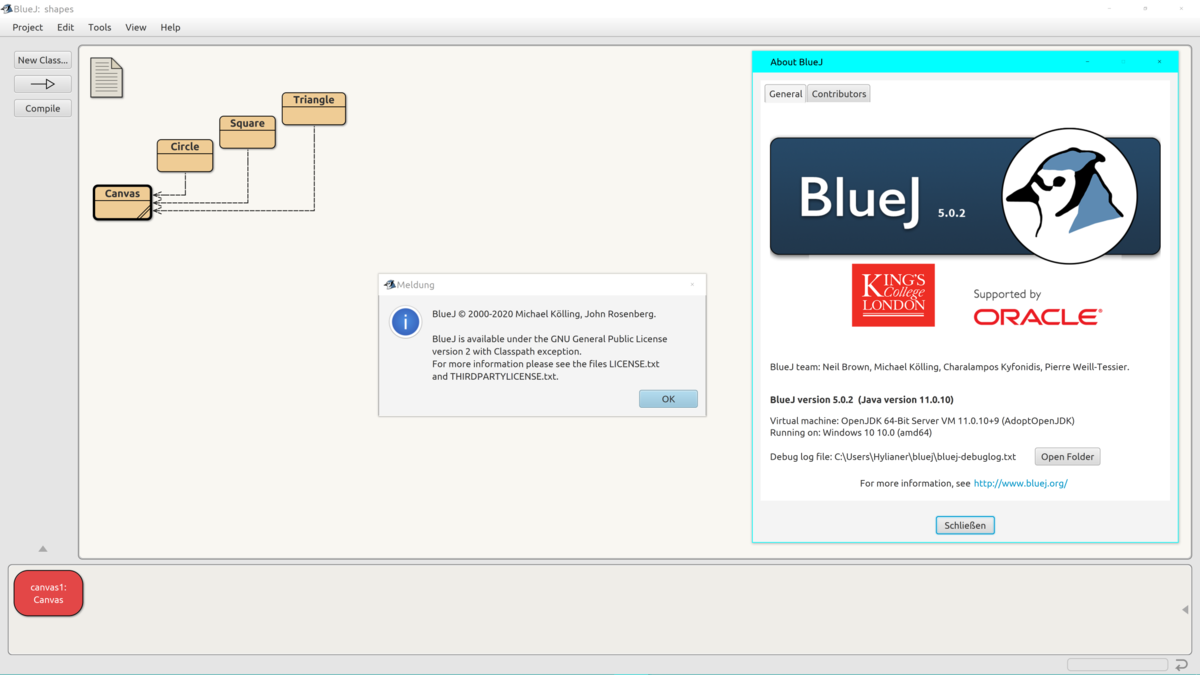 BlueJ: shapes
Project Edit Tools View Help
New Class...
Compile
Triangle
Square
Circle
Canvas
Meldung
BlueJ © 2000-2020 Michael Kölling, John Rosenberg.
BlueJ is available under the GNU General Public License
version 2 with Classpath exception.
For more information please see the files LICENSE.txt
and THIRDPARTYLICENSE.txt.
OK
About BlueJ
General Contributors
BlueJ 5.0.2
KING'S
College
LONDON
Supported by
ORACLE
BlueJ team: Neil Brown, Michael Kölling, Charalampos Kyfonidis, Pierre Weill-Tessier.
BlueJ version 5.0.2 (Java version 11.0.10)
Virtual machine: OpenJDK 64-Bit Server VM 11.0.10+9 (AdoptOpenJDK)
Running on: Windows 10 10.0 (amd64)
Debug log file: C:\Users\Hylianer\bluej\bluej-debuglog.txt Open Folder
For more information, see http://www.bluej.org/
Schließen
canvas1:
Canvas